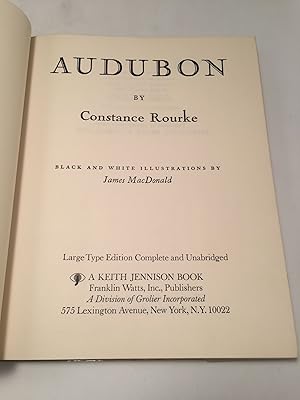 AUDUBON
BY
Constance Rourke
BLACK AND WHITE ILLUSTRATIONS BY
James MacDonald
Large Type Edition Complete and Unabridged
A KEITH JENNISON BOOK
Franklin Watts, Inc., Publishers
A Division of Grolier Incorporated
575 Lexington Avenue, New York, N.Y. 10022